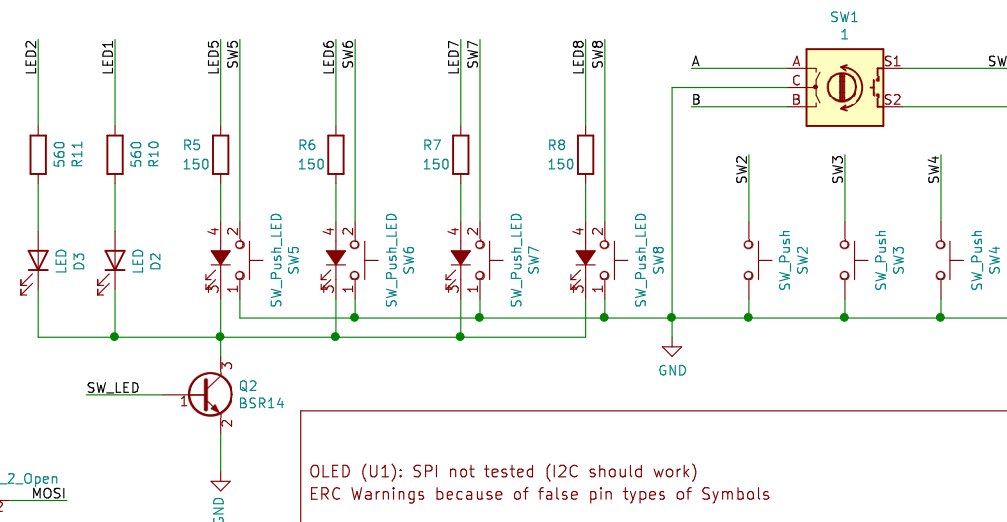 SW1
1
LED2
LED1
LED5
SW5
LED6
SW6
LED7
SW7
LED8
SW8
A
A
S1
SW
C
B
B
S2
560
R11
560
R10
R5
150
R6
150
R7
150
R8
150
SW2
SW3
SW4
LED
D3
LED
D2
4
2
3
1
SW_Push_LED
SW5
4
2
3
1
SW_Push_LED
SW6
4
2
3
1
SW_Push_LED
SW7
4
2
3
1
SW_Push_LED
SW8
SW_Push
SW2
SW_Push
SW3
SW_Push
SW4
GND
SW_LED
1
3
2
Q2
BSR14
GND
_2_Open
MOSI
2
OLED (U1): SPI not tested (I2C should work)
ERC Warnings because of false pin types of Symbols